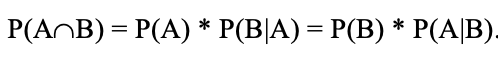 P(A∩B) = P(A) * P(B|A) = P(B) * P(A|B).